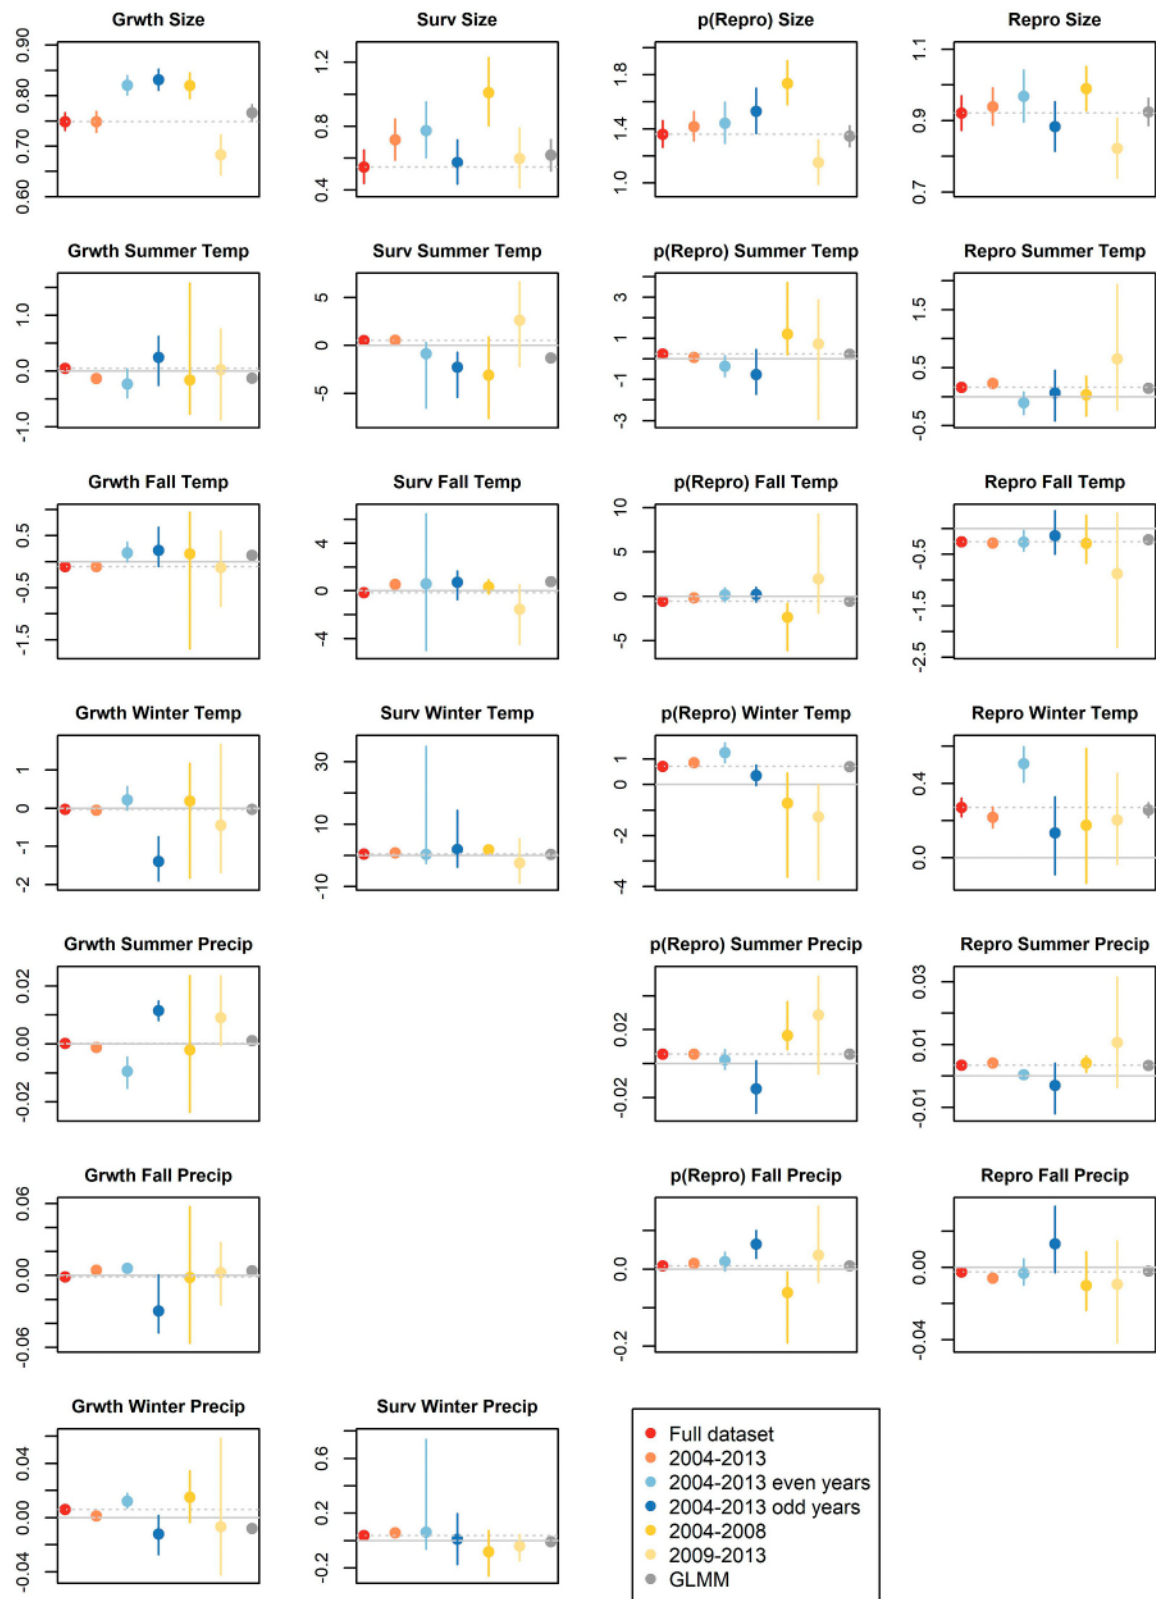 Grwth Size
Surv Size
p(Repro) Size
Repro Size
0.60 0.70 0.80 0.90
0.4 0.8 1.2
1.0 1.4 1.8
0.7 0.9 1.1
Grwth Summer Temp
Surv Summer Temp
p(Repro) Summer Temp
Repro Summer Temp
-1.0 0.0 1.0
-5 0 5
-3 -1 1 3
-0.5 0.5 1.5
Grwth Fall Temp
Surv Fall Temp
p(Repro) Fall Temp
Repro Fall Temp
-1.5 -0.5 0.5
-4 0 4
-5 0 5 10
-2.5 -1.5 -0.5
Grwth Winter Temp
Surv Winter Temp
p(Repro) Winter Temp
Repro Winter Temp
-2 -1 0 1
-10 10 30
-4 -2 0 1
0.0 0.4
Grwth Summer Precip
p(Repro) Summer Precip
Repro Summer Precip
-0.02 0.00 0.02
-0.02 0.02
-0.01 0.01 0.03
Grwth Fall Precip
p(Repro) Fall Precip
Repro Fall Precip
-0.06 0.00 0.06
-0.2 0.0
-0.04 0.00
Grwth Winter Precip
Surv Winter Precip
-0.04 0.00 0.04
-0.2 0.2 0.6
Full dataset
2004-2013
2004-2013 even years
2004-2013 odd years
2004-2008
2009-2013
GLMM